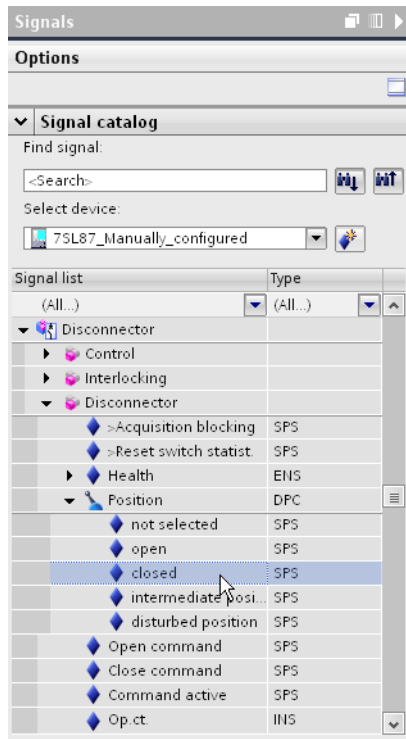 Signals
Options
Signal catalog
Find signal:
<Search>
Select device:
7SL87_Manually_configured
Signal list Type
(All...) (All...)
Disconnector
Control
Interlocking
Disconnector
>Acquisition blocking SPS
>Reset switch statist. SPS
Health ENS
Position DPC
not selected SPS
open SPS
closed SPS
intermediate posi... SPS
disturbed position SPS
Open command SPS
Close command SPS
Command active SPS
Op.ct. INS